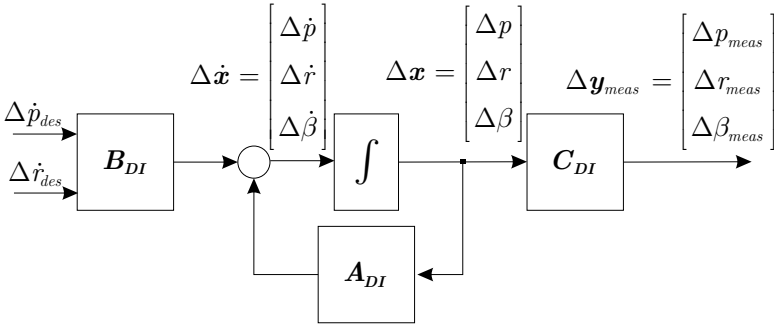 Δẋ = [Δṗ Δṙ Δβ̇]
Δx = [Δp Δr Δβ]
Δy_meas = [Δp_meas Δr_meas Δβ_meas]
Δṗ_des
Δṙ_des
B_DI
∫
C_DI
A_DI